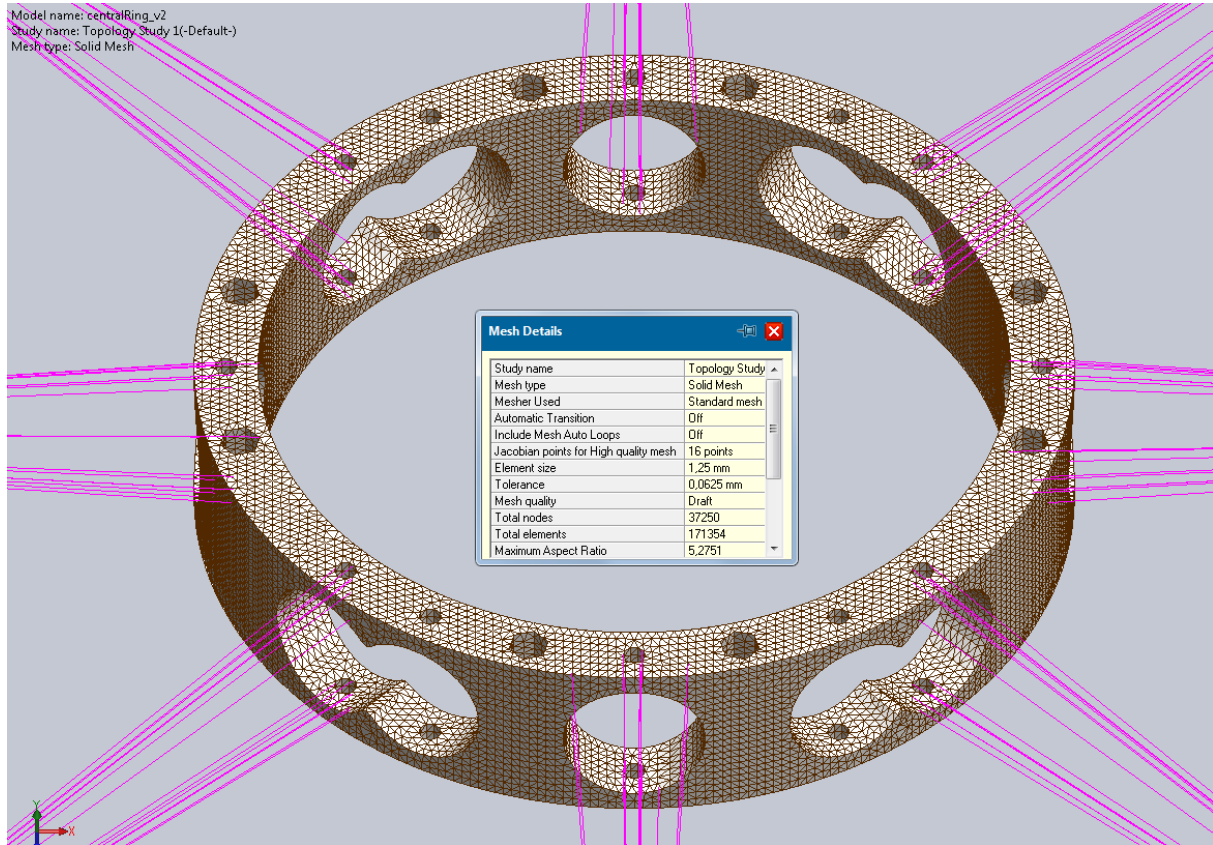 Model name: centralRing_v2
Study name: Topology Study 1(-Default-)
Mesh type: Solid Mesh
Mesh Details
Study name Topology Study
Mesh type Solid Mesh
Mesher Used Standard mesh
Automatic Transition Off
Include Mesh Auto Loops Off
Jacobian points for High quality mesh 16 points
Element size 1,25 mm
Tolerance 0,0625 mm
Mesh quality Draft
Total nodes 37250
Total elements 171354
Maximum Aspect Ratio 5,2751
Y
X